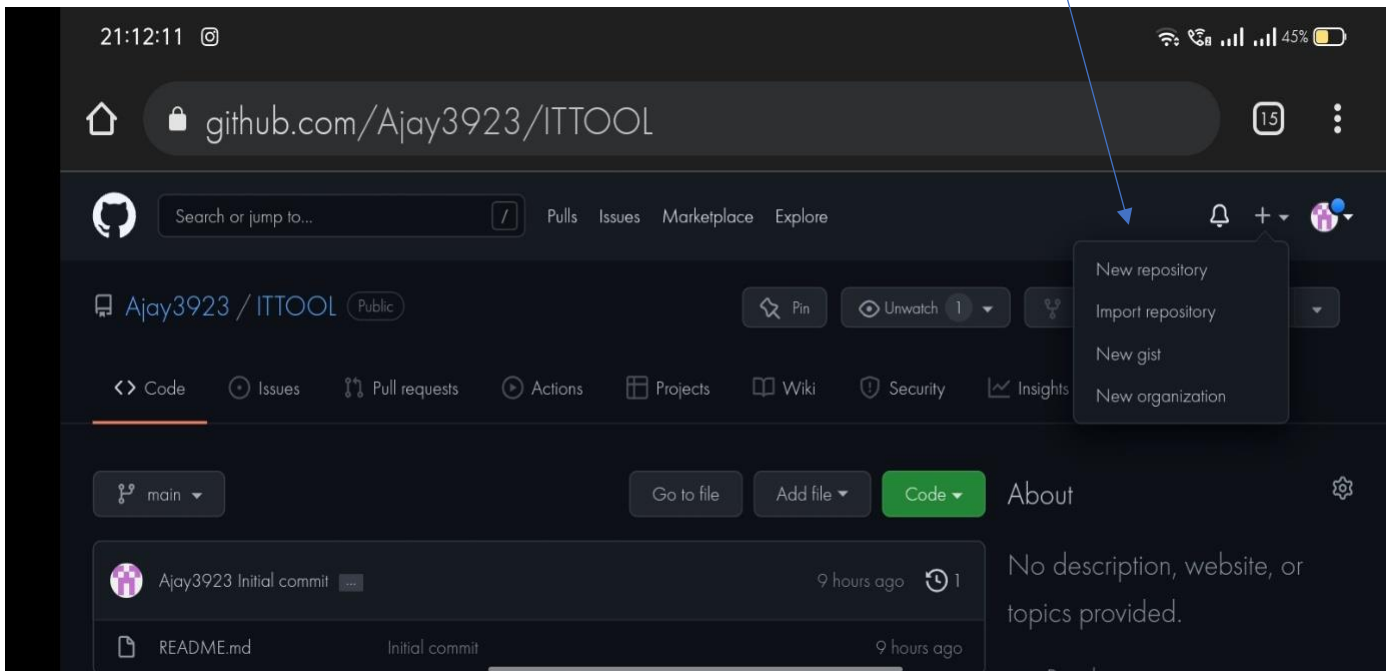 21:12:11 45%
github.com/Ajay3923/ITTOOL 15
Search or jump to... / Pulls Issues Marketplace Explore
New repository
Ajay3923 / ITTOOL Public Pin Unwatch 1
Import repository
New gist
<> Code Issues Pull requests Actions Projects Wiki Security Insights
New organization
main Go to file Add file Code About
Ajay3923 Initial commit ... 9 hours ago 1
No description, website, or
topics provided.
README.md Initial commit 9 hours ago